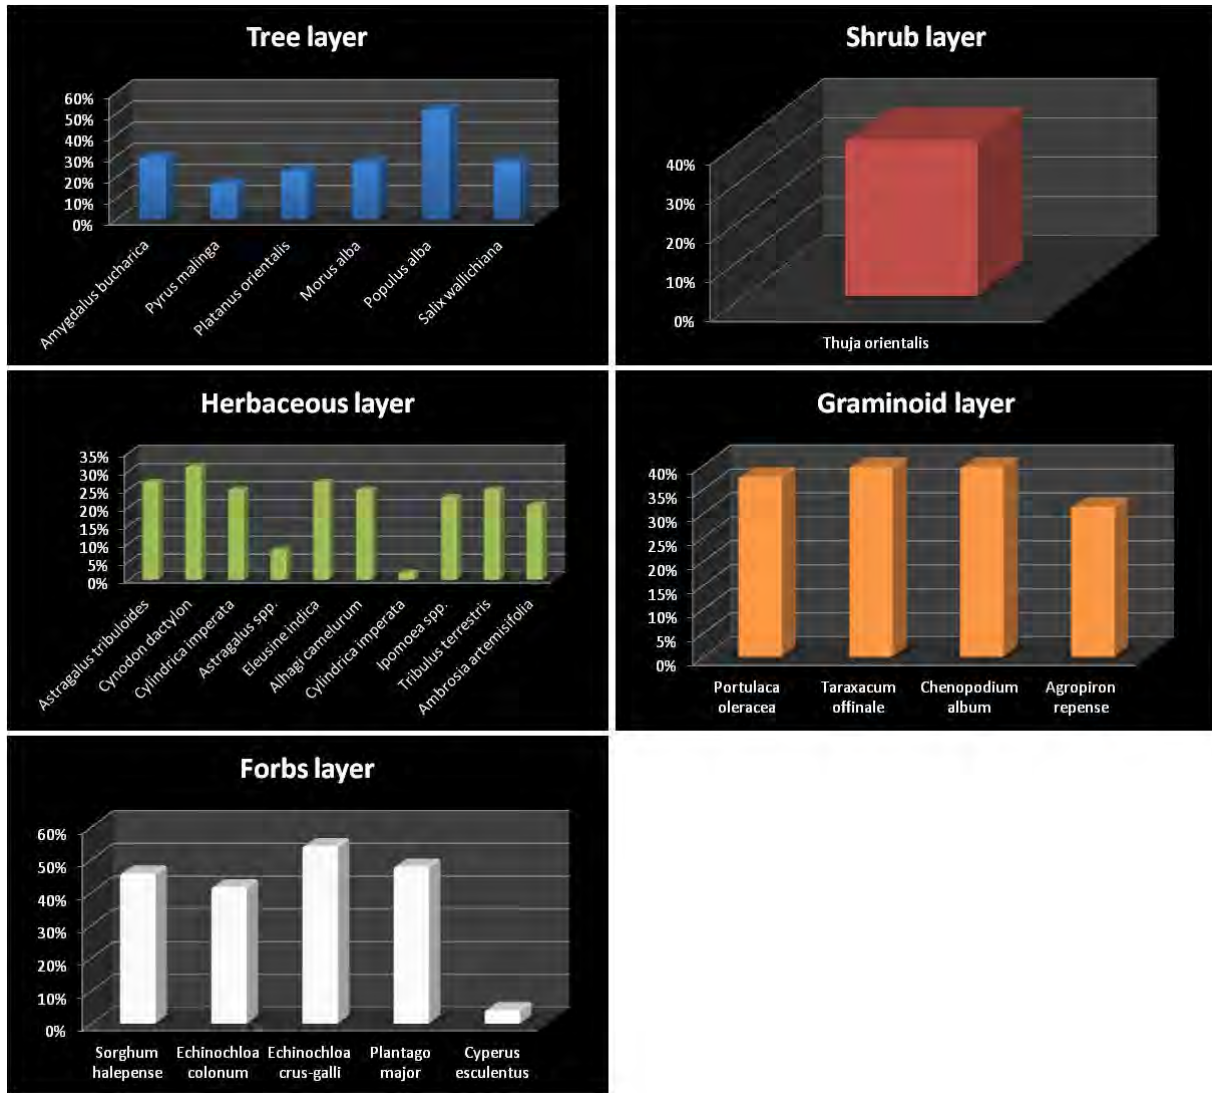 Tree layer
60%
50%
40%
30%
20%
10%
0%
Amygdalus bucharica
Pyrus malinga
Platanus orientalis
Morus alba
Populus alba
Salix wallichiana
Shrub layer
40%
30%
20%
10%
0%
Thuja orientalis
Herbaceous layer
35%
30%
25%
20%
15%
10%
5%
0%
Astragalus tribuloides
Cynodon dactylon
Cylindrica imperata
Astragalus spp.
Eleusine indica
Alhagi camelurum
Cylindrica imperata
Ipomoea spp.
Tribulus terrestris
Ambrosia artemisifolia
Graminoid layer
40%
35%
30%
25%
20%
15%
10%
5%
0%
Portulaca
oleracea
Taraxacum
offinale
Chenopodium
album
Agropiron
repense
Forbs layer
60%
50%
40%
30%
20%
10%
0%
Sorghum
halepense
Echinochloa
colonum
Echinochloa
crus-galli
Plantago
major
Cyperus
esculentus